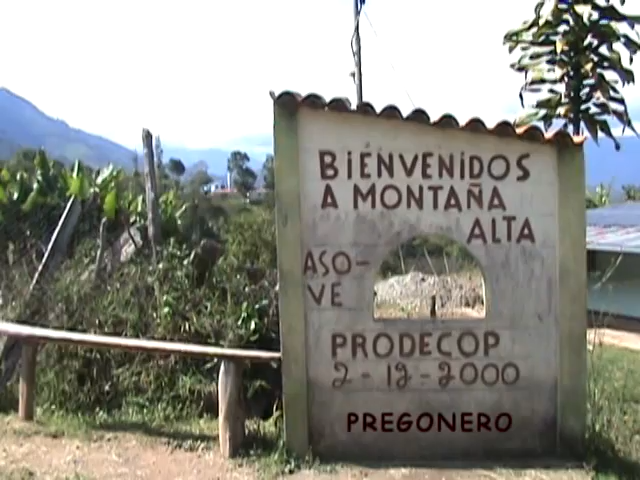 BiENVENiDOS
A MONTAÑA
ALTA
ASO-
VE
PRODECOP
2-12-2000
PREGONERO